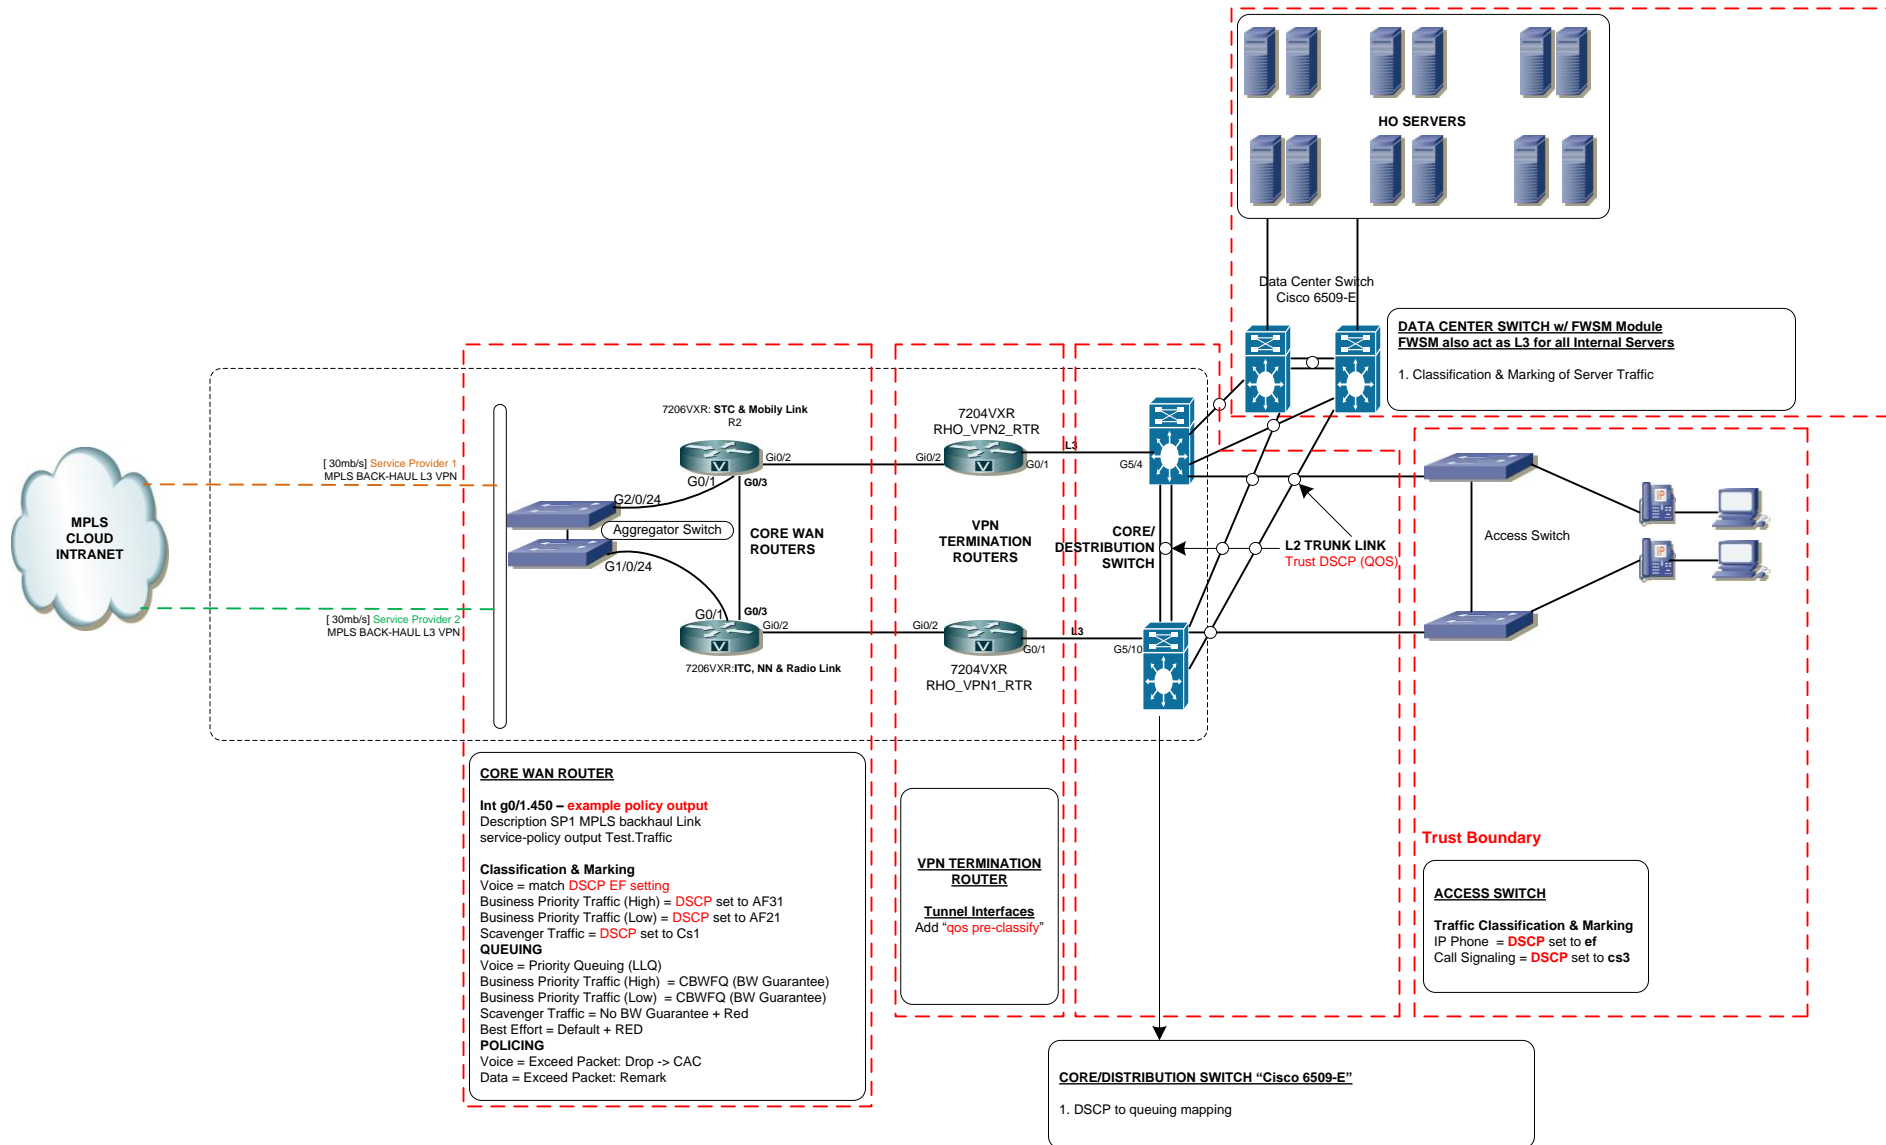 HO SERVERS
Data Center Switch
Cisco 6509-E
DATA CENTER SWITCH w/ FWSM Module
FWSM also act as L3 for all Internal Servers
1. Classification & Marking of Server Traffic
MPLS
CLOUD
INTRANET
[ 30mb/s] Service Provider 1
MPLS BACK-HAUL L3 VPN
[ 30mb/s] Service Provider 2
MPLS BACK-HAUL L3 VPN
7206VXR: STC & Mobily Link
R2
G0/1
G0/3
Gi0/2
G2/0/24
Aggregator Switch
G1/0/24
CORE WAN
ROUTERS
G0/1
G0/3
Gi0/2
7206VXR:ITC, NN & Radio Link
7204VXR
RHO_VPN2_RTR
Gi0/2
G0/1
L3
G5/4
VPN
TERMINATION
ROUTERS
Gi0/2
G0/1
L3
G5/10
7204VXR
RHO_VPN1_RTR
CORE/
DESTRIBUTION
SWITCH
L2 TRUNK LINK
Trust DSCP (QOS)
Access Switch
IP
IP
CORE WAN ROUTER
Int g0/1.450 – example policy output
Description SP1 MPLS backhaul Link
service-policy output Test.Traffic
Classification & Marking
Voice = match DSCP EF setting
Business Priority Traffic (High) = DSCP set to AF31
Business Priority Traffic (Low) = DSCP set to AF21
Scavenger Traffic = DSCP set to Cs1
QUEUING
Voice = Priority Queuing (LLQ)
Business Priority Traffic (High)  = CBWFQ (BW Guarantee)
Business Priority Traffic (Low)  = CBWFQ (BW Guarantee)
Scavenger Traffic = No BW Guarantee + Red
Best Effort = Default + RED
POLICING
Voice = Exceed Packet: Drop -> CAC
Data = Exceed Packet: Remark
VPN TERMINATION
ROUTER
Tunnel Interfaces
Add “qos pre-classify”
Trust Boundary
ACCESS SWITCH
Traffic Classification & Marking
IP Phone  = DSCP set to ef
Call Signaling = DSCP set to cs3
CORE/DISTRIBUTION SWITCH “Cisco 6509-E”
1. DSCP to queuing mapping